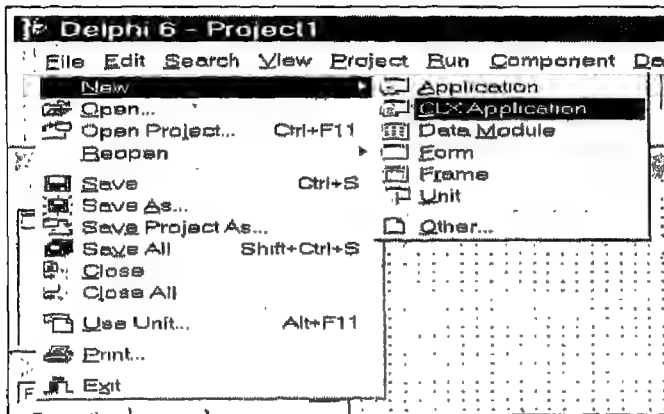 Delphi 6 - Project1
File Edit Search View Project Run Component De
New
Open...
Open Project... Ctrl+F11
Reopen
Save Ctrl+S
Save As...
Save Project As...
Save All Shift+Ctrl+S
Close
Close All
Use Unit... Alt+F11
Print...
Exit
Application
CLX Application
Data Module
Form
Frame
Unit
Other...